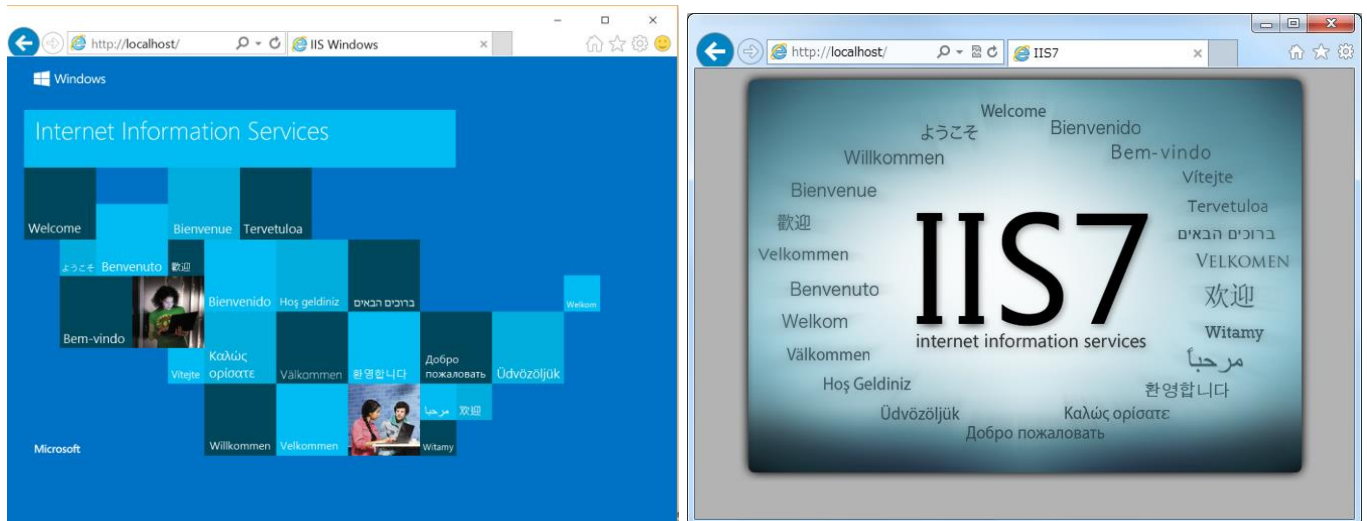 http://localhost/
IIS Windows
Windows
Internet Information Services
Welcome
Bienvenue
Tervetuloa
ようこそ
Benvenuto
歡迎
Bem-vindo
Bienvenido
Hoş geldiniz
ברוכים הבאים
Welkom
Vítejte
Καλώς
ορίσατε
Välkommen
환영합니다
Добро
пожаловать
Üdvözöljük
Willkommen
Velkommen
مرحبا
欢迎
Witamy
Microsoft
http://localhost/
IIS7
Welcome
ようこそ
Bienvenido
Willkommen
Bem-vindo
Bienvenue
Vítejte
歡迎
Tervetuloa
ברוכים הבאים
Velkommen
VELKOMEN
Benvenuto
欢迎
Welkom
Witamy
IIS7
internet information services
Välkommen
مرحباً
Hoş Geldiniz
환영합니다
Üdvözöljük
Καλώς ορίσατε
Добро пожаловать